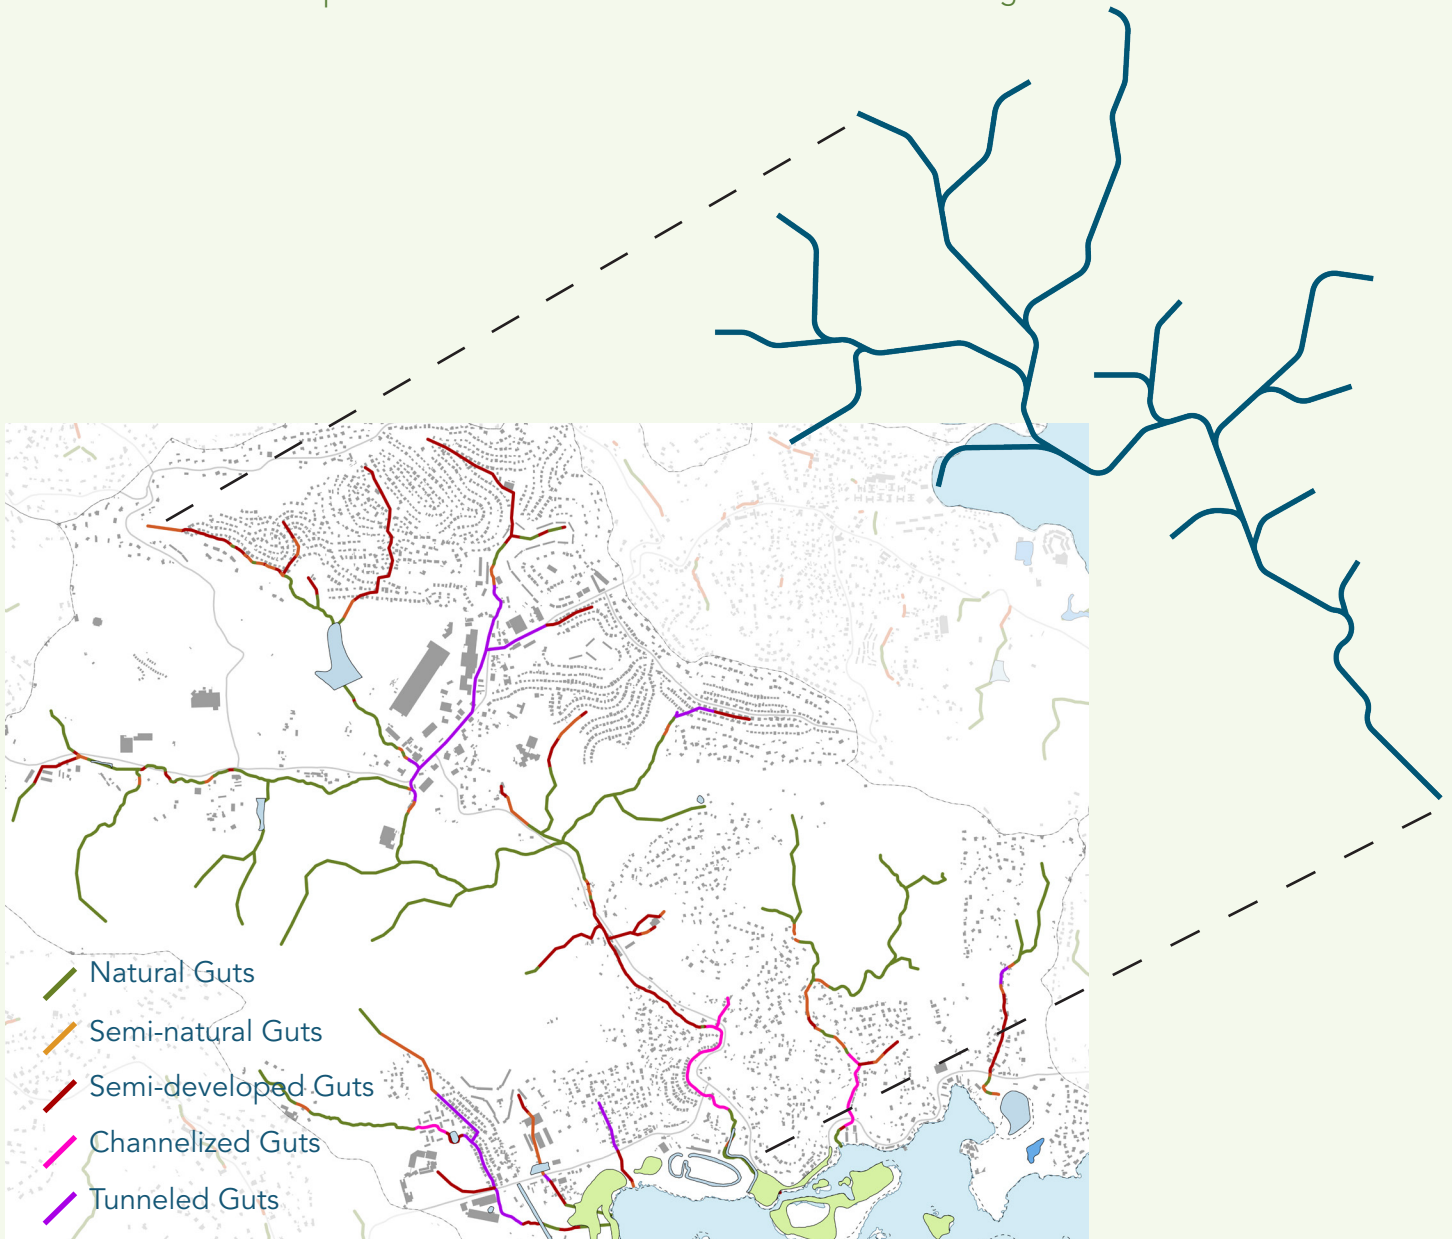 Natural Guts
Semi-natural Guts
Semi-developed Guts
Channelized Guts
Tunneled Guts